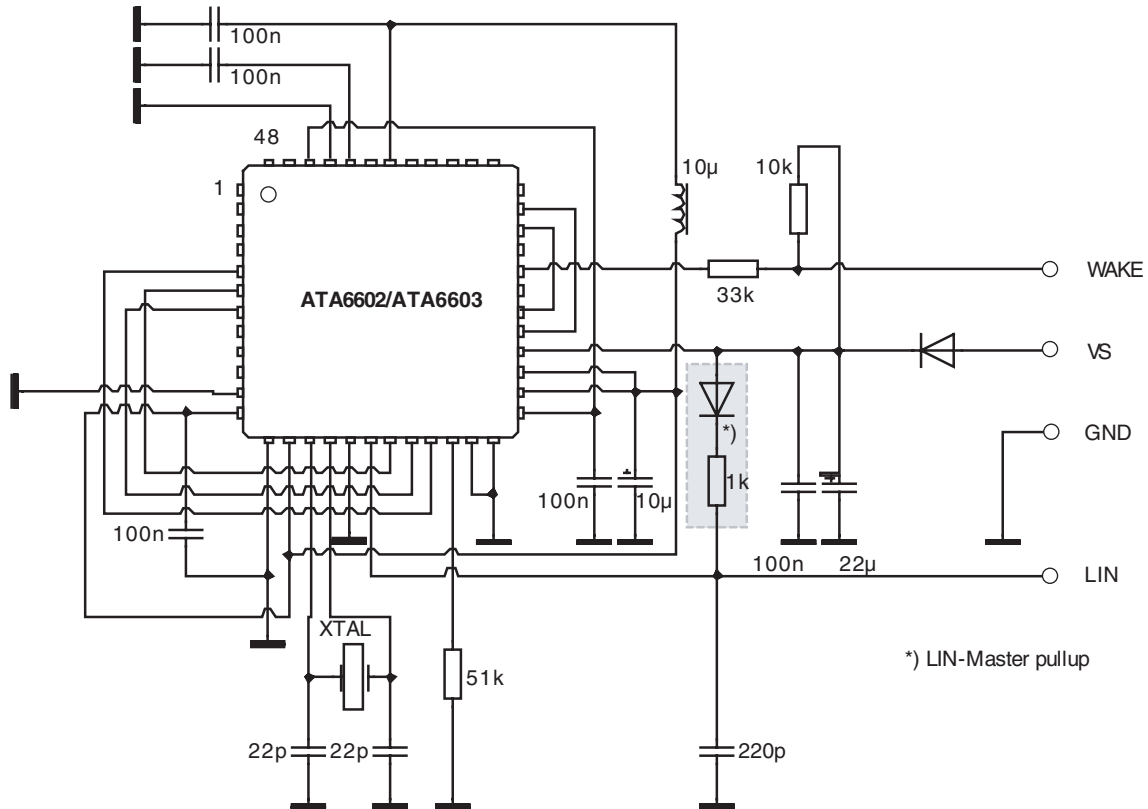 100n
100n
48
1
10µ
10k
WAKE
33k
ATA6602/ATA6603
VS
*)
GND
1k
100n
10µ
100n
100n
22µ
LIN
XTAL
*) LIN-Master pullup
51k
22p
22p
220p